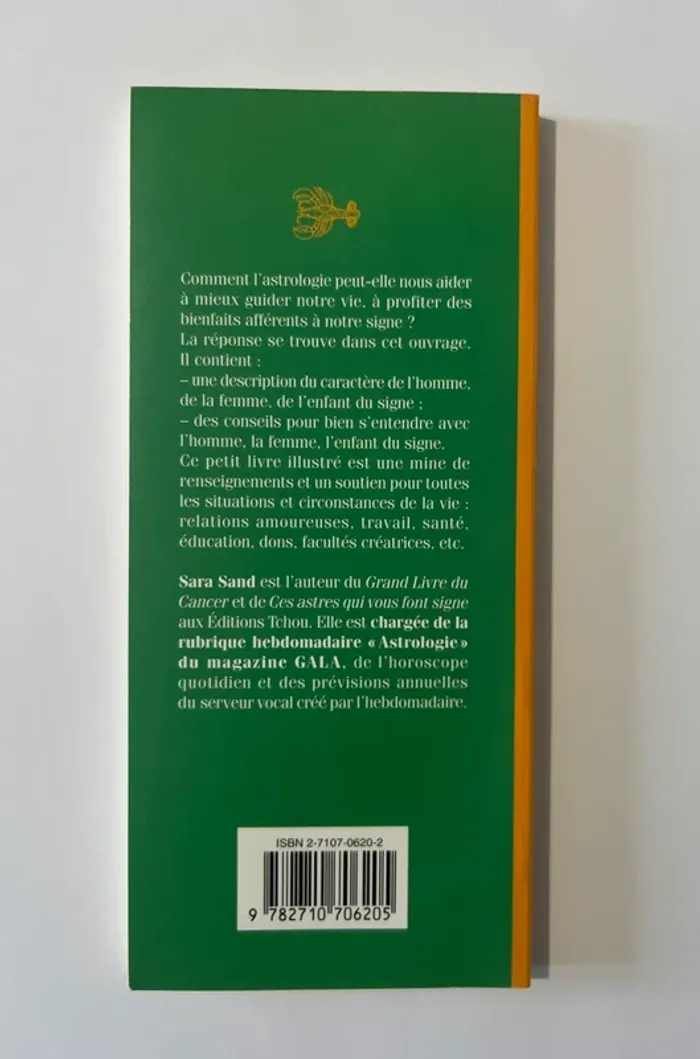 Comment l'astrologie peut-elle nous aider
à mieux guider notre vie, à profiter des
bienfaits afférents à notre signe ?
La réponse se trouve dans cet ouvrage.
Il contient :
– une description du caractère de l'homme,
de la femme, de l'enfant du signe ;
– des conseils pour bien s'entendre avec
l'homme, la femme, l'enfant du signe.
Ce petit livre illustré est une mine de
renseignements et un soutien pour toutes
les situations et circonstances de la vie :
relations amoureuses, travail, santé,
éducation, dons, facultés créatrices, etc.
Sara Sand est l'auteur du Grand Livre du
Cancer et de Ces astres qui vous font signe
aux Éditions Tchou. Elle est chargée de la
rubrique hebdomadaire « Astrologie »
du magazine GALA, de l'horoscope
quotidien et des prévisions annuelles
du serveur vocal créé par l'hebdomadaire.
ISBN 2-7107-0620-2
9 782710 706205